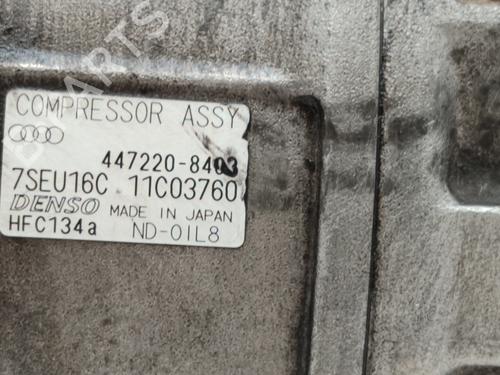 COMPRESSOR ASSY
447220-8403
7SEU16C 11C03760
DENSO MADE IN JAPAN
HFC134a ND-OIL8